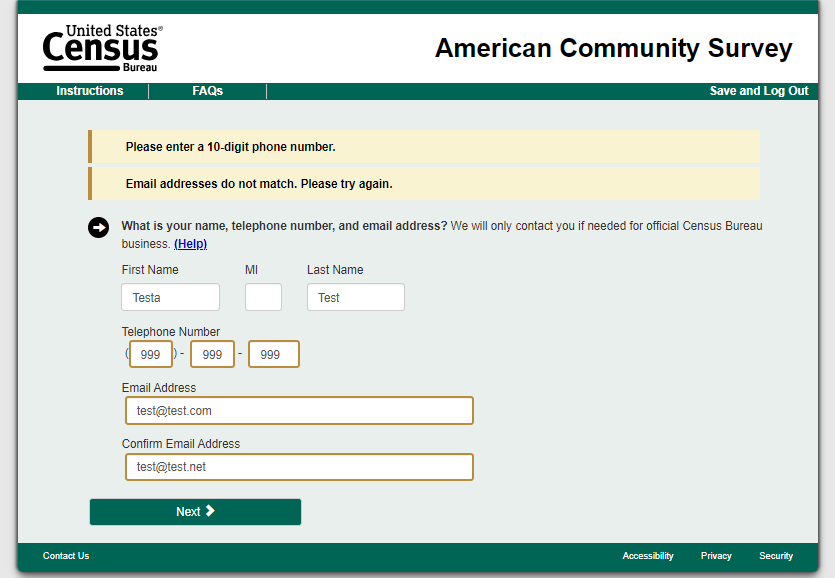 United States®
Census
Bureau
American Community Survey
Instructions FAQs Save and Log Out
Please enter a 10-digit phone number.
Email addresses do not match. Please try again.
What is your name, telephone number, and email address? We will only contact you if needed for official Census Bureau
business. (Help)
First Name MI Last Name
Testa Test
Telephone Number
(999) - 999 - 999
Email Address
test@test.com
Confirm Email Address
test@test.net
Next
Contact Us Accessibility Privacy Security